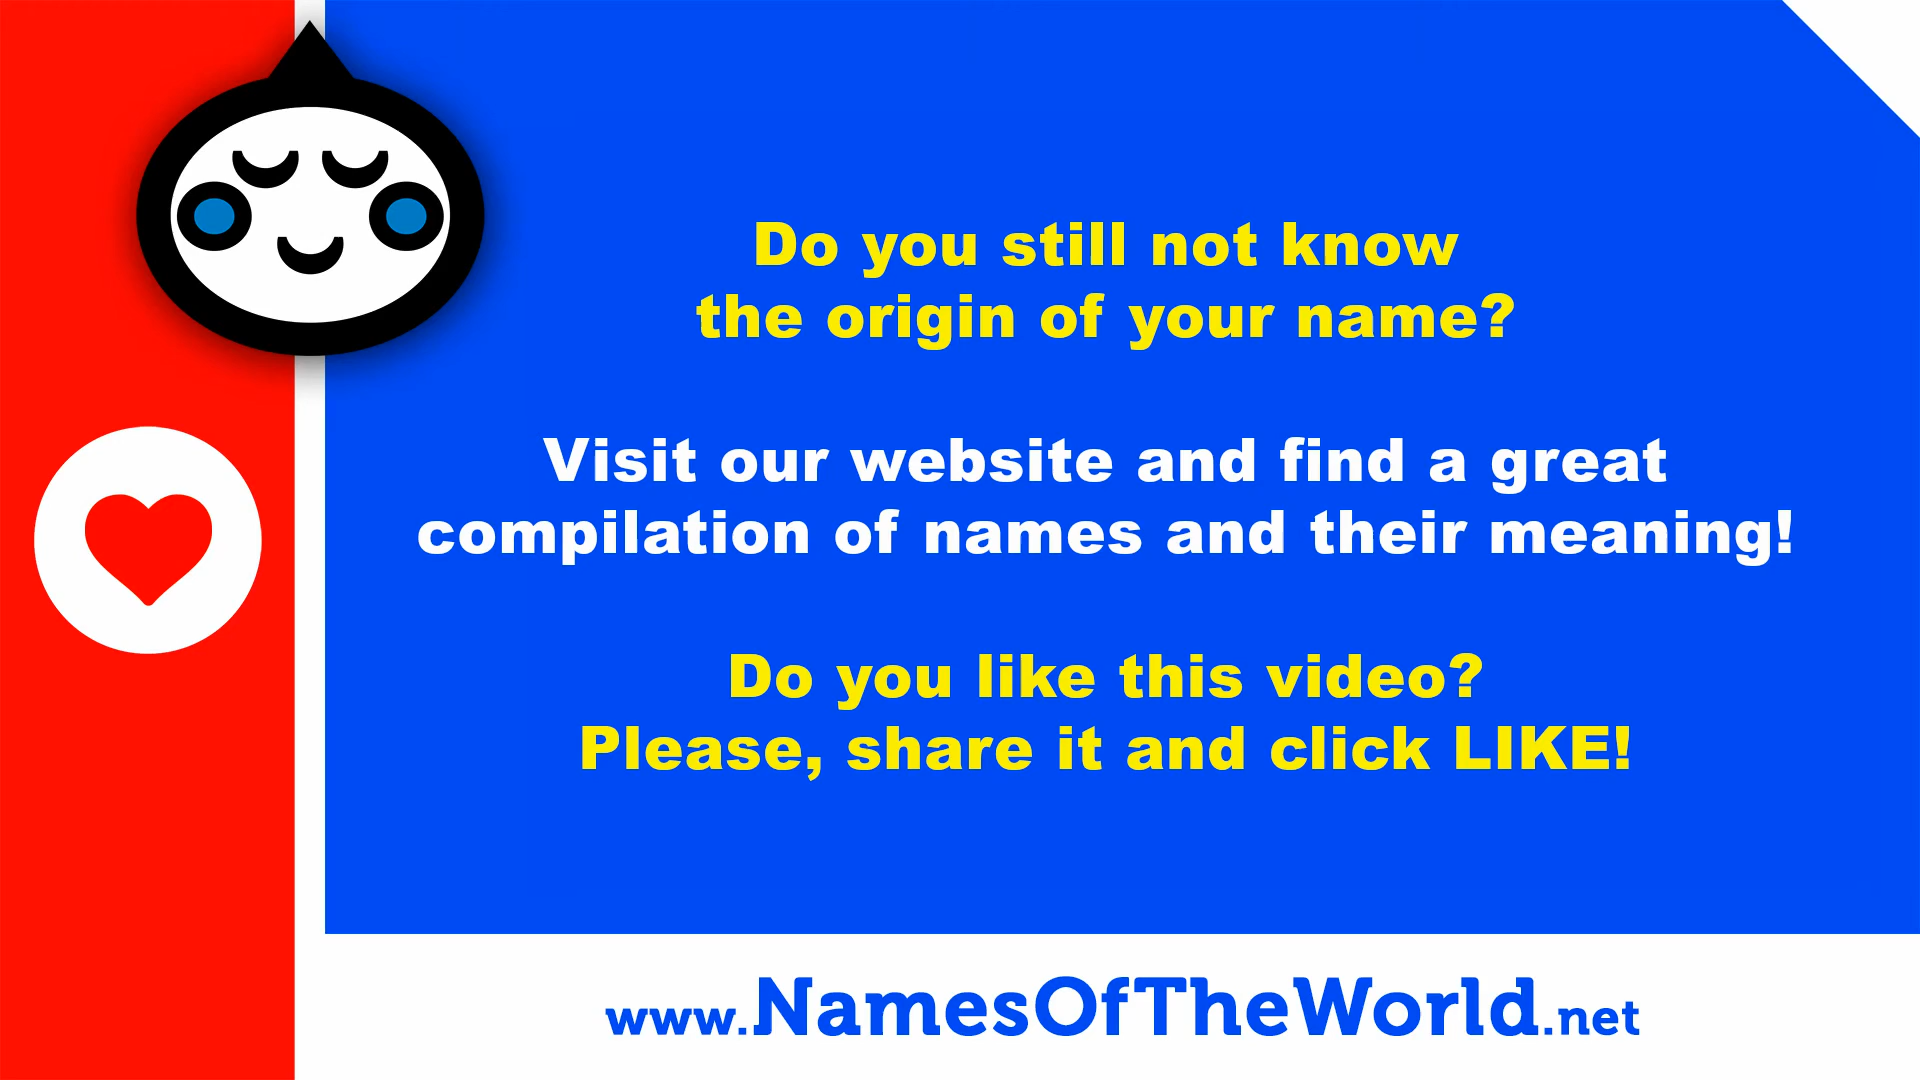 Do you still not know
the origin of your name?
Visit our website and find a great
compilation of names and their meaning!
Do you like this video?
Please, share it and click LIKE!
www.NamesOfTheWorld.net